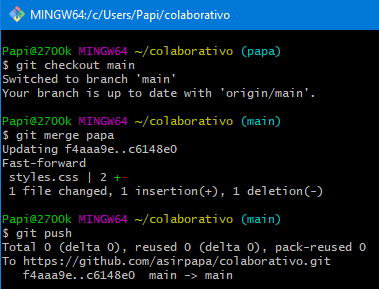 MINGW64:/c/Users/Papi/colaborativo
Papi@2700k MINGW64 ~/colaborativo (papa)
$ git checkout main
Switched to branch 'main'
Your branch is up to date with 'origin/main'.
Papi@2700k MINGW64 ~/colaborativo (main)
$ git merge papa
Updating f4aaa9e..c6148e0
Fast-forward
 styles.css | 2 +-
 1 file changed, 1 insertion(+), 1 deletion(-)
Papi@2700k MINGW64 ~/colaborativo (main)
$ git push
Total 0 (delta 0), reused 0 (delta 0), pack-reused 0
To https://github.com/asirpapa/colaborativo.git
   f4aaa9e..c6148e0  main -> main